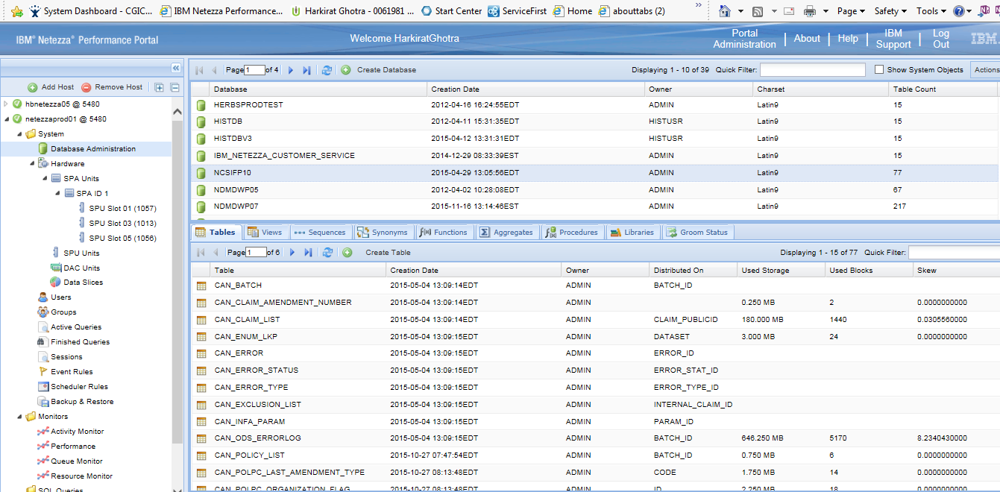 System Dashboard - CGIC... IBM Netezza Performance... Harkirat Ghotra - 0061981 ... Start Center ServiceFirst Home abouttabs (2) » Page Safety Tools
IBM® Netezza® Performance Portal Welcome HarkiratGhotra Portal Administration | About | Help | IBM Support | Log Out IBM
Add Host Remove Host
hbnetezza05 @ 5480
netezzaprod01 @ 5480
System
Database Administration
Hardware
SPA Units
SPA ID 1
SPU Slot 01 (1057)
SPU Slot 03 (1013)
SPU Slot 05 (1056)
SPU Units
DAC Units
Data Slices
Users
Groups
Active Queries
Finished Queries
Sessions
Event Rules
Scheduler Rules
Backup & Restore
Monitors
Activity Monitor
Performance
Queue Monitor
Resource Monitor
SQL Queries
Page 1 of 4 Create Database Displaying 1 - 10 of 39 Quick Filter: Show System Objects Actions
Database Creation Date Owner Charset Table Count
HERBSPRODTEST 2012-04-16 16:24:55EDT ADMIN Latin9 15
HISTDB 2012-04-11 15:31:35EDT HISTUSR Latin9 15
HISTDBV3 2015-04-12 13:31:31EDT HISTUSR Latin9 15
IBM_NETEZZA_CUSTOMER_SERVICE 2014-12-29 08:33:39EST ADMIN Latin9 15
NCSIFP10 2015-04-29 13:05:56EDT ADMIN Latin9 77
NDMDWP05 2012-04-02 10:28:08EDT ADMIN Latin9 67
NDMDWP07 2015-11-16 13:14:46EST ADMIN Latin9 217
Tables Views Sequences Synonyms Functions Aggregates Procedures Libraries Groom Status
Page 1 of 6 Create Table Displaying 1 - 15 of 77 Quick Filter:
Table Creation Date Owner Distributed On Used Storage Used Blocks Skew
CAN_BATCH 2015-05-04 13:09:14EDT ADMIN BATCH_ID
CAN_CLAIM_AMENDMENT_NUMBER 2015-05-04 13:09:14EDT ADMIN 0.250 MB 2 0.0000000000
CAN_CLAIM_LIST 2015-05-04 13:09:14EDT ADMIN CLAIM_PUBLICID 180.000 MB 1440 0.0305560000
CAN_ENUM_LKP 2015-05-04 13:09:15EDT ADMIN DATASET 3.000 MB 24 0.0000000000
CAN_ERROR 2015-05-04 13:09:15EDT ADMIN ERROR_ID
CAN_ERROR_STATUS 2015-05-04 13:09:15EDT ADMIN ERROR_STAT_ID
CAN_ERROR_TYPE 2015-05-04 13:09:15EDT ADMIN ERROR_TYPE_ID
CAN_EXCLUSION_LIST 2015-05-04 13:09:15EDT ADMIN INTERNAL_CLAIM_ID
CAN_INFA_PARAM 2015-05-04 13:09:15EDT ADMIN PARAM_ID
CAN_ODS_ERRORLOG 2015-05-04 13:09:15EDT ADMIN BATCH_ID 646.250 MB 5170 8.2340430000
CAN_POLICY_LIST 2015-10-27 07:47:54EDT ADMIN BATCH_ID 0.750 MB 6 0.0000000000
CAN_POLPC_LAST_AMENDMENT_TYPE 2015-10-27 08:13:48EDT ADMIN CODE 1.750 MB 14 0.0000000000
CAN_POLPC_ORGANIZATION_FLAG 2015-10-27 08:13:48EDT ADMIN ID 2.250 MB 18 0.0000000000